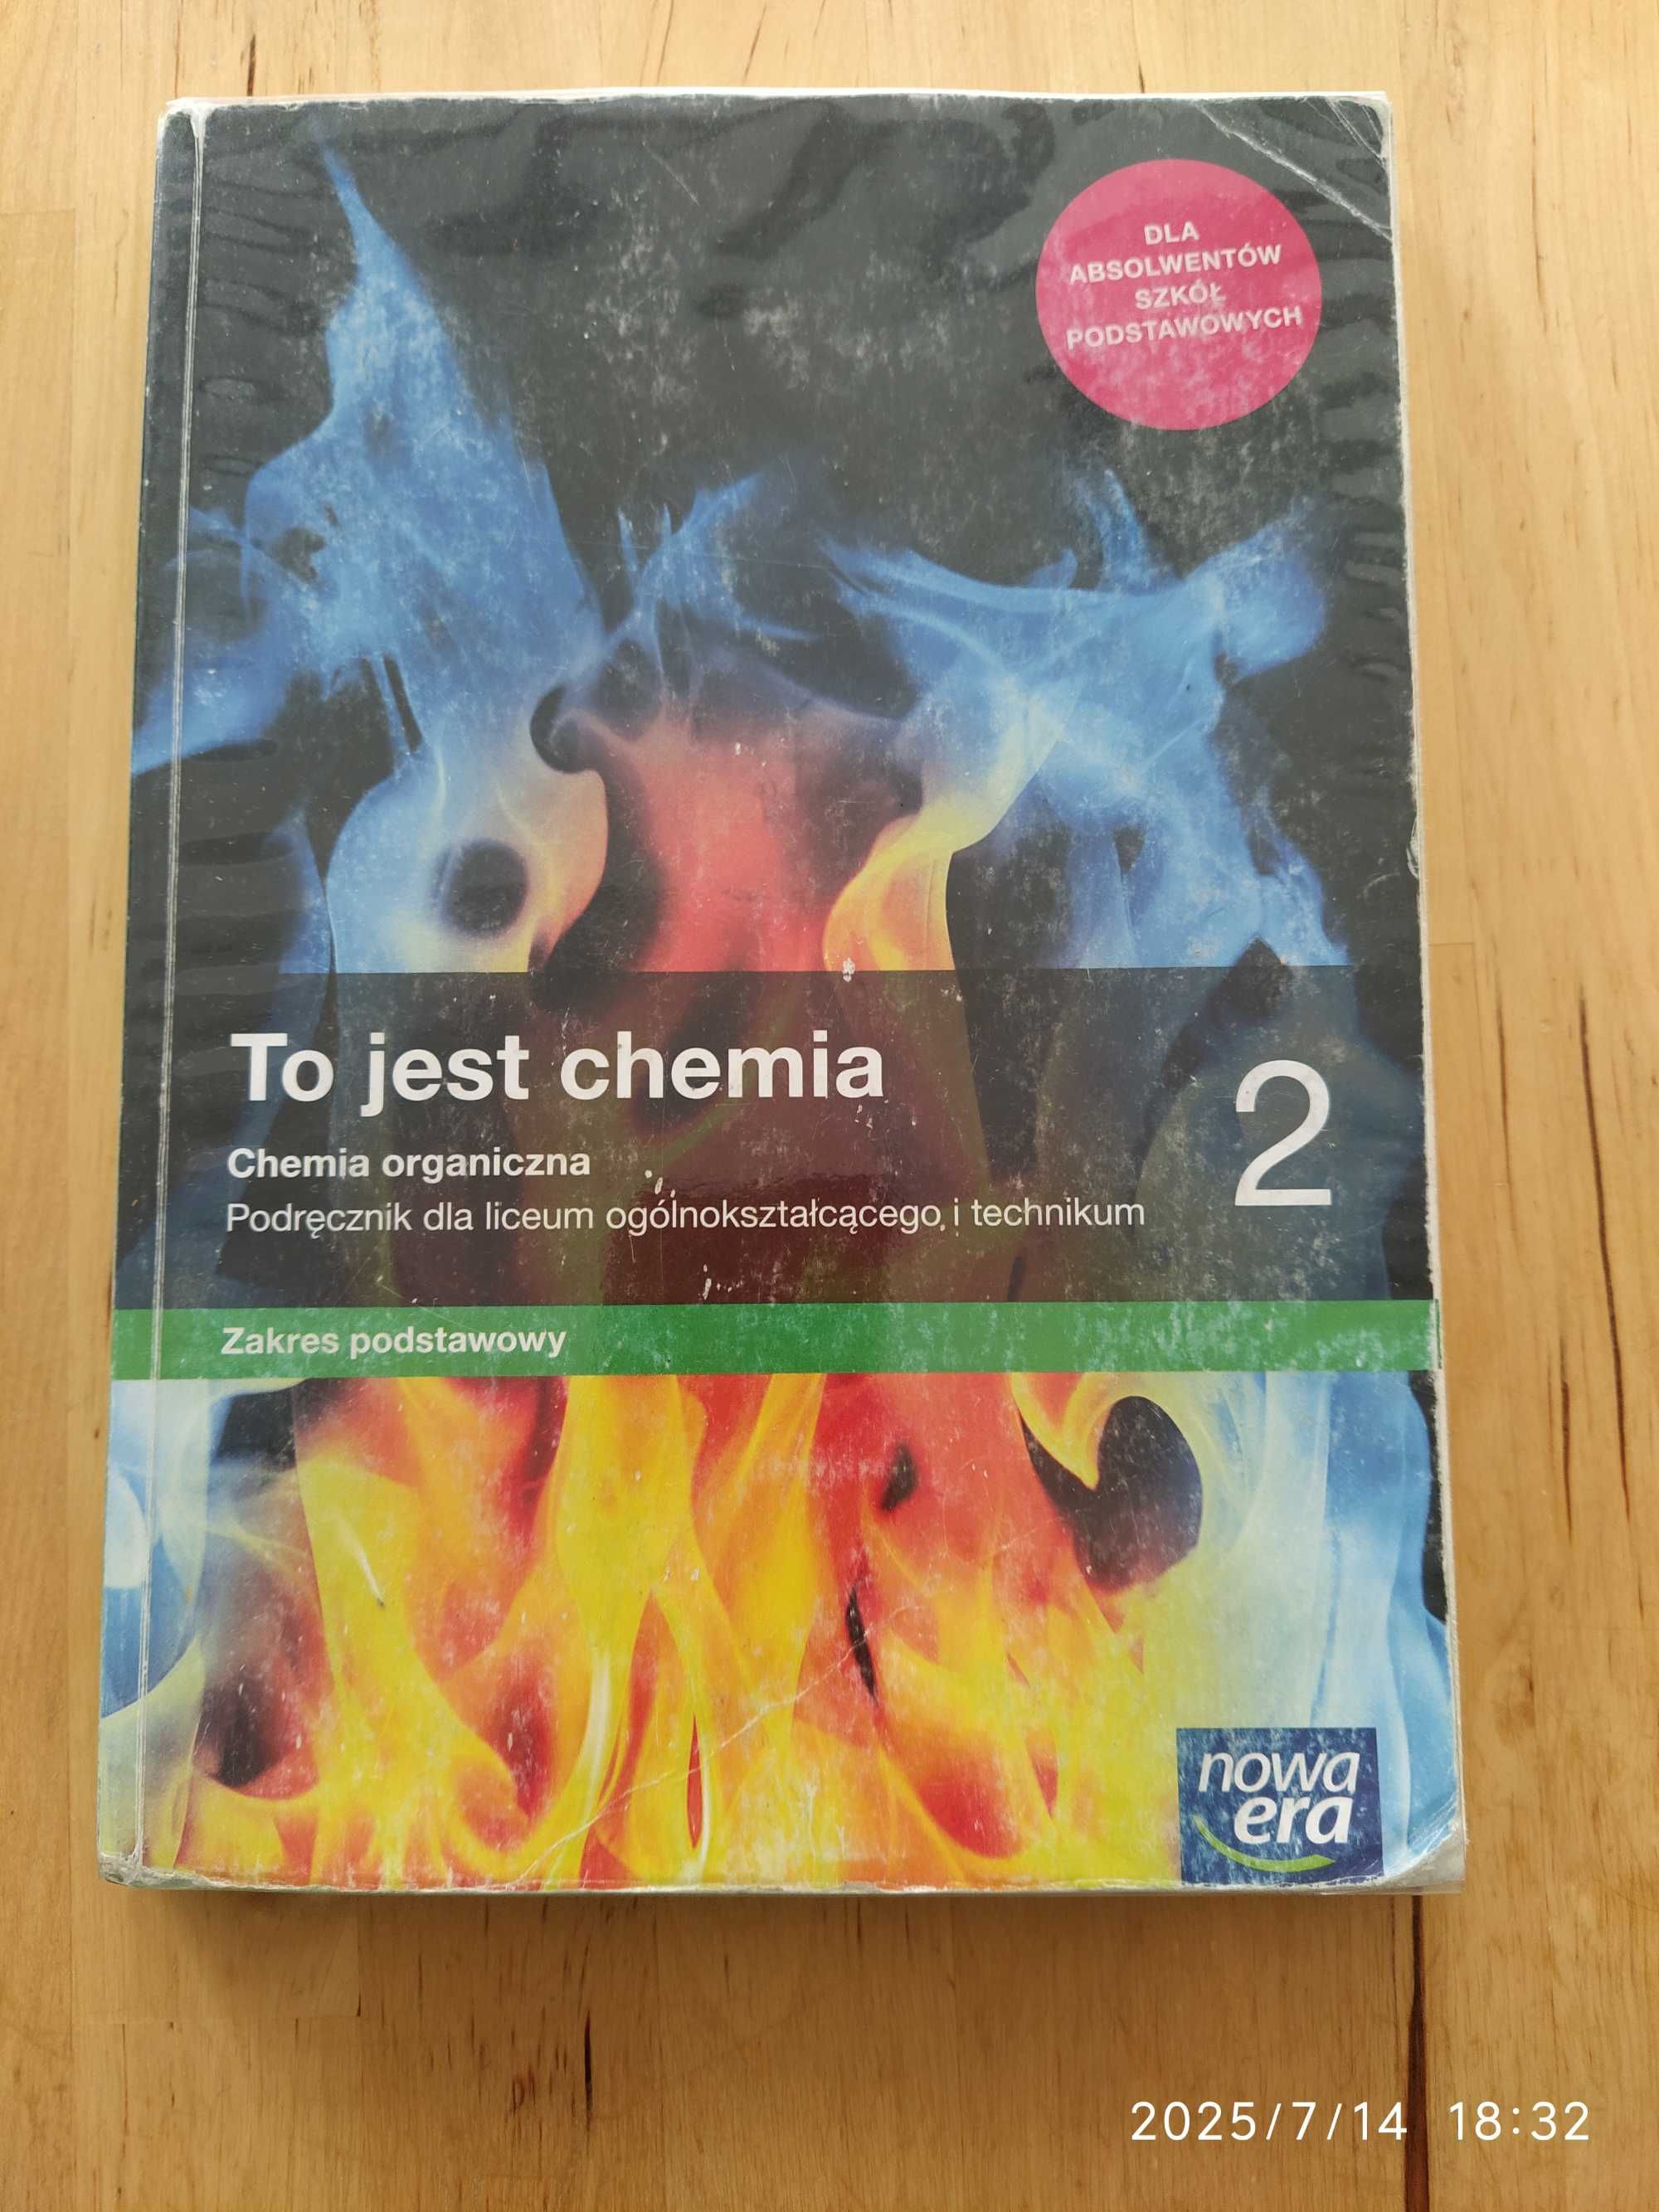 DLA
ABSOLWENTÓW
SZKÓŁ
PODSTAWOWYCH
To jest chemia
2
Chemia organiczna
Podręcznik dla liceum ogólnokształcącego i technikum
Zakres podstawowy
nowa
era
2025/7/14 18:32